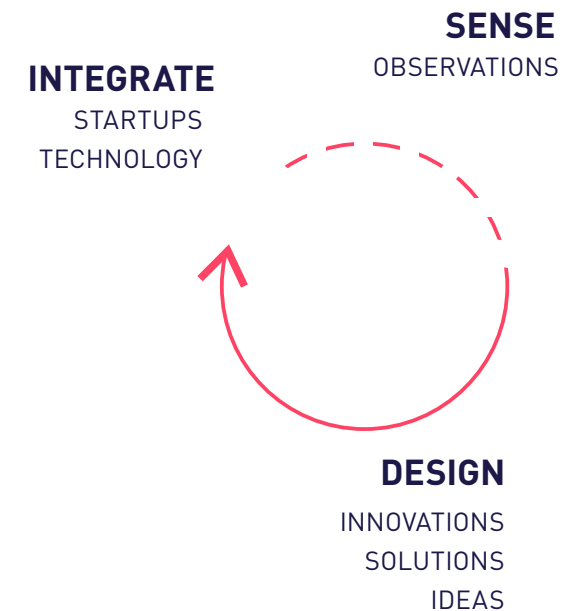 SENSE
OBSERVATIONS
INTEGRATE
STARTUPS
TECHNOLOGY
DESIGN
INNOVATIONS
SOLUTIONS
IDEAS